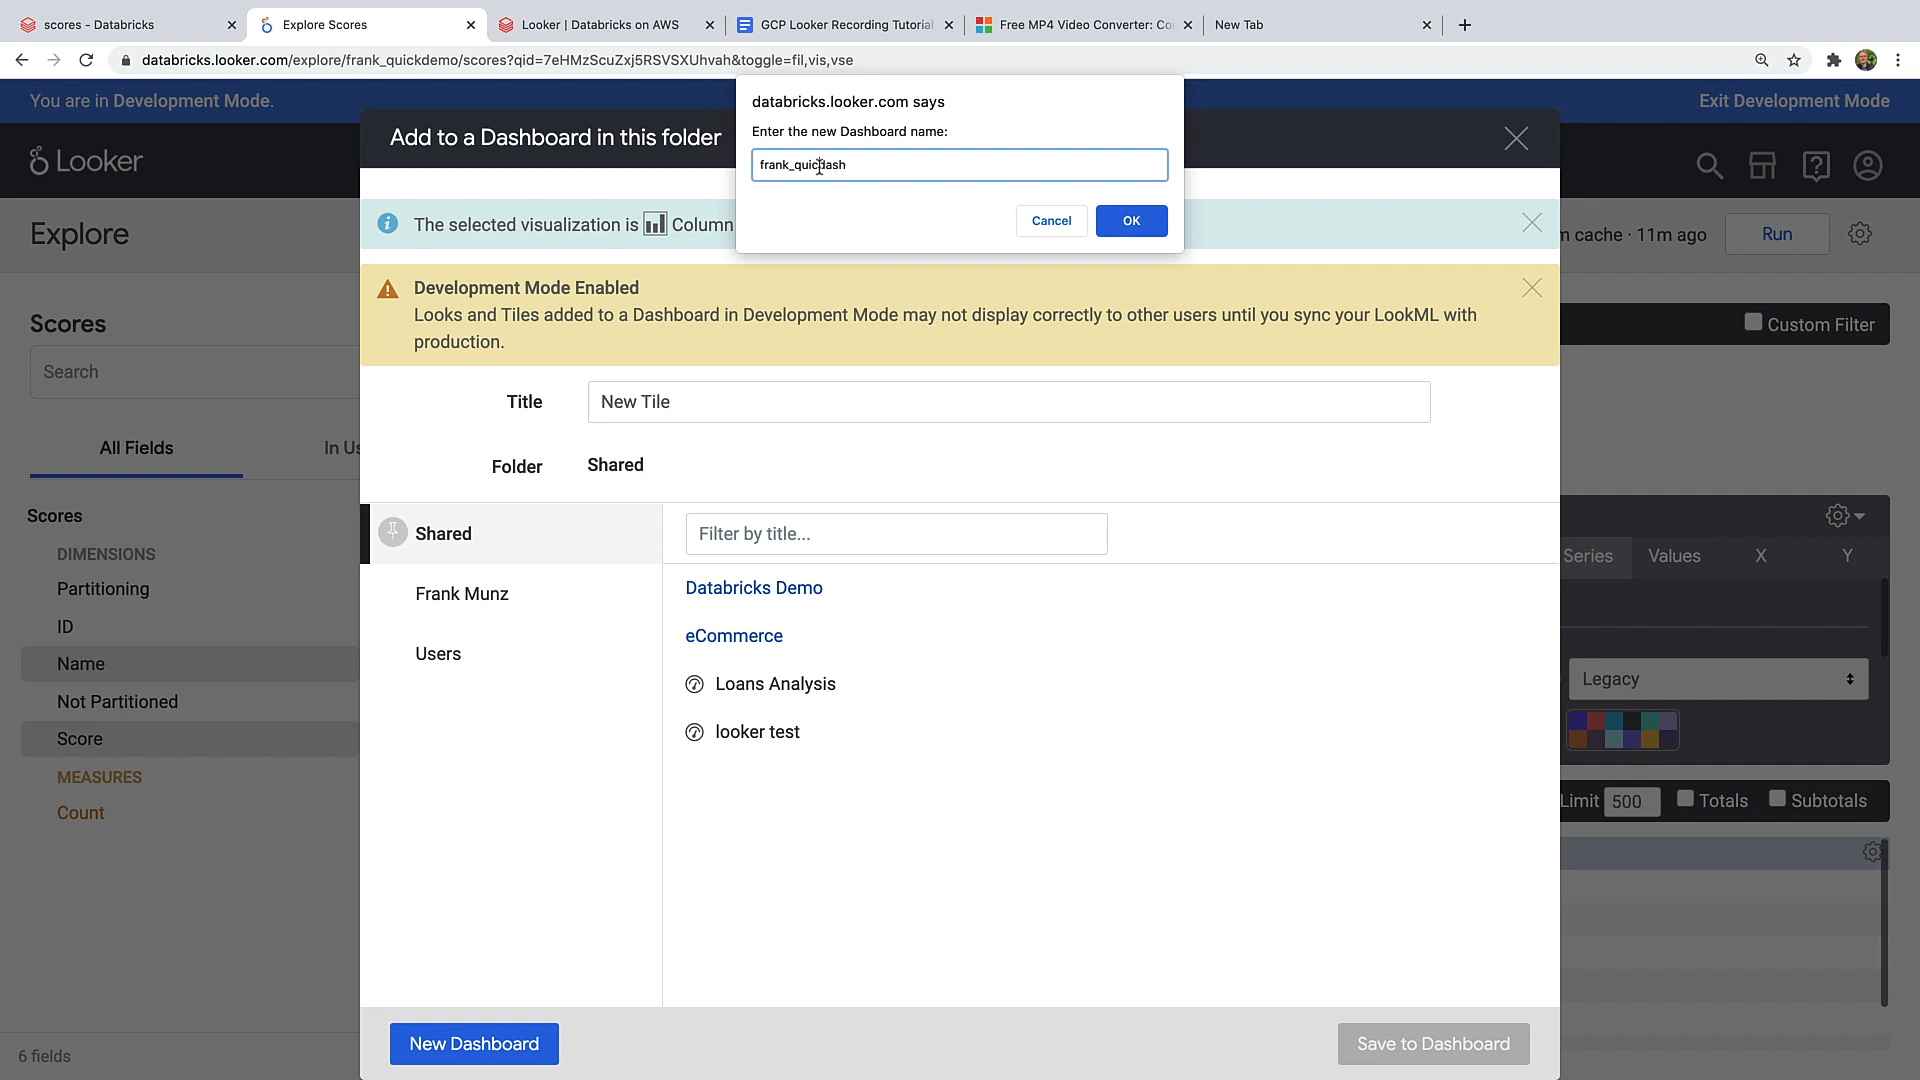 scores - Databricks
Explore Scores
Looker | Databricks on AWS
GCP Looker Recording Tutorial
Free MP4 Video Converter: Co
New Tab
databricks.looker.com/explore/frank_quickdemo/scores?qid=7eHMzScuZxj5RSVSXUhvah&toggle=fil,vis,vse
You are in Development Mode.
Exit Development Mode
databricks.looker.com says
Enter the new Dashboard name:
frank_quicdash
Cancel
OK
Looker
Add to a Dashboard in this folder
Explore
The selected visualization is Column
m cache · 11m ago
Run
Development Mode Enabled
Looks and Tiles added to a Dashboard in Development Mode may not display correctly to other users until you sync your LookML with
production.
Scores
Search
Custom Filter
Title
New Tile
All Fields
In Us
Folder
Shared
Scores
DIMENSIONS
Partitioning
ID
Name
Not Partitioned
Score
MEASURES
Count
6 fields
Shared
Frank Munz
Users
Filter by title...
Databricks Demo
eCommerce
Loans Analysis
looker test
Series
Values
X
Y
Legacy
Limit
500
Totals
Subtotals
New Dashboard
Save to Dashboard